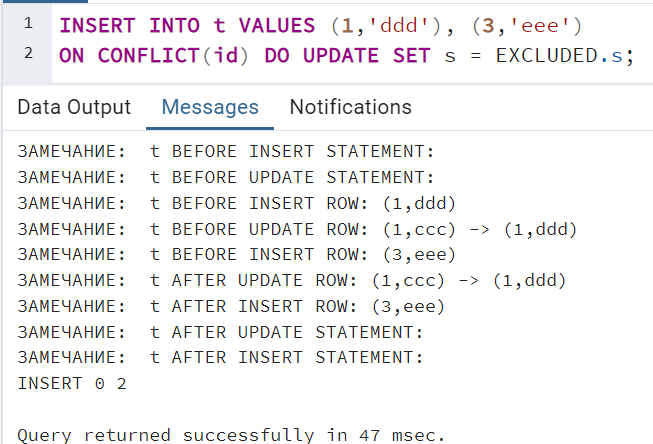 1 INSERT INTO t VALUES (1,'ddd'), (3,'eee')
2 ON CONFLICT(id) DO UPDATE SET s = EXCLUDED.s;
Data Output Messages Notifications
ЗАМЕЧАНИЕ: t BEFORE INSERT STATEMENT:
ЗАМЕЧАНИЕ: t BEFORE UPDATE STATEMENT:
ЗАМЕЧАНИЕ: t BEFORE INSERT ROW: (1,ddd)
ЗАМЕЧАНИЕ: t BEFORE UPDATE ROW: (1,ccc) -> (1,ddd)
ЗАМЕЧАНИЕ: t BEFORE INSERT ROW: (3,eee)
ЗАМЕЧАНИЕ: t AFTER UPDATE ROW: (1,ccc) -> (1,ddd)
ЗАМЕЧАНИЕ: t AFTER INSERT ROW: (3,eee)
ЗАМЕЧАНИЕ: t AFTER UPDATE STATEMENT:
ЗАМЕЧАНИЕ: t AFTER INSERT STATEMENT:
INSERT 0 2
Query returned successfully in 47 msec.